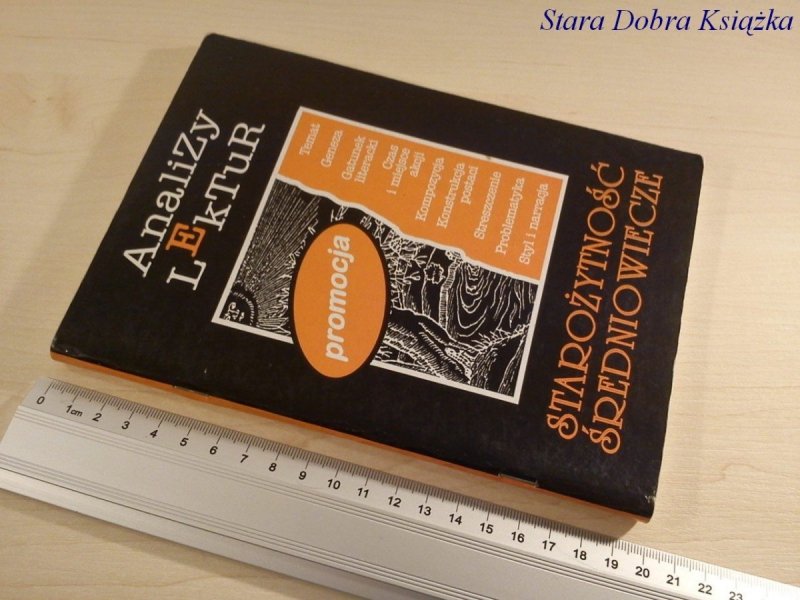 Stara Dobra Książka
AnaliZy
LEkTuR
Temat
Geneza
Gatunek
literacki
Czas
i miejsce
akcji
Kompozycja
Konstrukcja
postaci
Streszczenie
Problematyka
Styl i narracja
promocja
STAROŻYTNOŚĆ
ŚREDNIOWIECZE
0 1cm 2 3 4 5 6 7 8 9 10 11 12 13 14 15 16 17 18 19 20 21 22 23